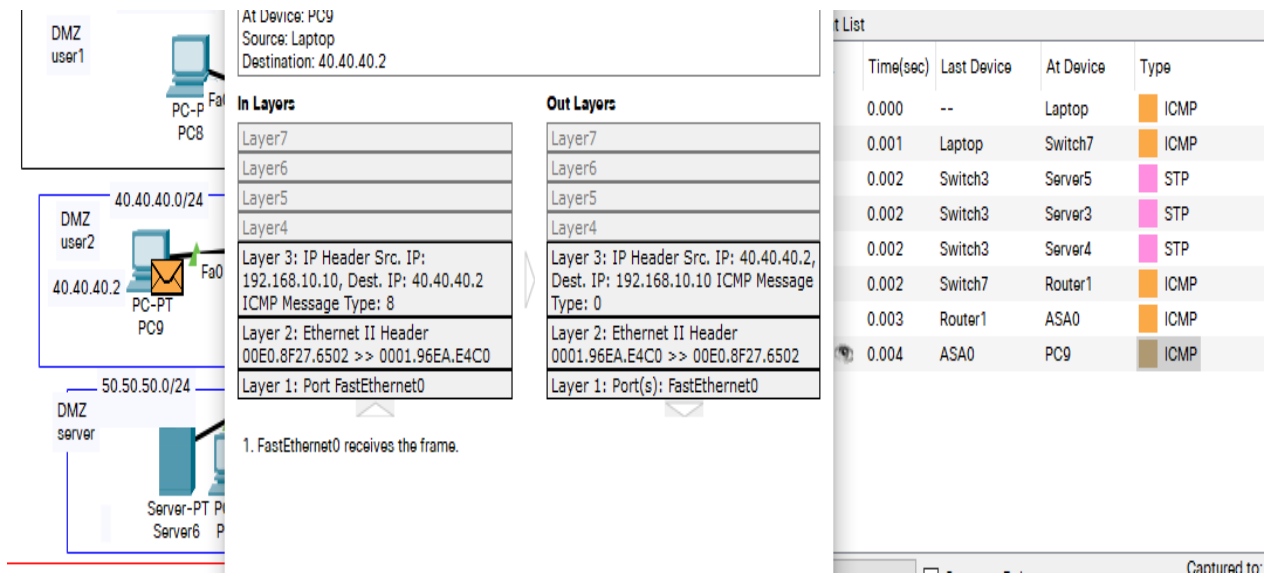 DMZ
user1
PC-P
Fa0
PC8
40.40.40.0/24
DMZ
user2
40.40.40.2
Fa0
PC-PT
PC9
50.50.50.0/24
DMZ
server
Server-PT
Server6
At Device: PC9
Source: Laptop
Destination: 40.40.40.2
In Layers
Layer7
Layer6
Layer5
Layer4
Layer 3: IP Header Src. IP:
192.168.10.10, Dest. IP: 40.40.40.2
ICMP Message Type: 8
Layer 2: Ethernet II Header
00E0.8F27.6502 >> 0001.96EA.E4C0
Layer 1: Port FastEthernet0
Out Layers
Layer7
Layer6
Layer5
Layer4
Layer 3: IP Header Src. IP: 40.40.40.2,
Dest. IP: 192.168.10.10 ICMP Message
Type: 0
Layer 2: Ethernet II Header
0001.96EA.E4C0 >> 00E0.8F27.6502
Layer 1: Port(s): FastEthernet0
1. FastEthernet0 receives the frame.
t List
Time(sec) Last Device At Device Type
0.000 -- Laptop ICMP
0.001 Laptop Switch7 ICMP
0.002 Switch3 Server5 STP
0.002 Switch3 Server3 STP
0.002 Switch3 Server4 STP
0.002 Switch7 Router1 ICMP
0.003 Router1 ASA0 ICMP
0.004 ASA0 PC9 ICMP
Captured to: